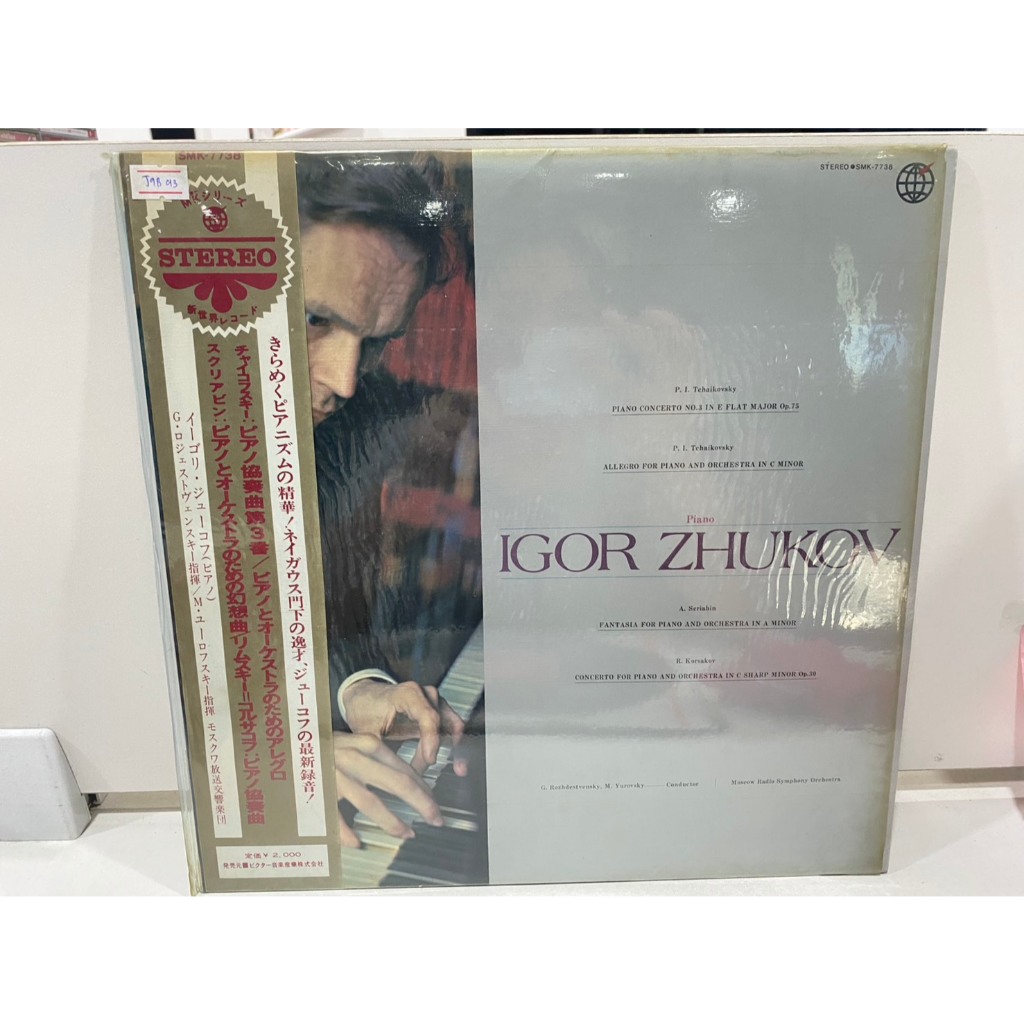 SMK-7738
J9B 93
MKシリーズ
STEREO
新世界レコード
きらめくピアニズムの精華!ネイガウス門下の逸才、ジューコフの最新録音!
チャイコフスキー:ピアノ協奏曲第3番/ピアノとオーケストラのためのアレグロ
スクリアビン:ピアノとオーケストラのための幻想曲/リムスキー=コルサコフ:ピアノ協奏曲
イーゴリ・ジューコフ(ピアノ)
G・ロジェストヴェンスキー指揮/M・ユーロフスキー指揮 モスクワ放送交響楽団
定価¥2,000
発売元 ビクター音楽産業株式会社
STEREO●SMK-7738
P. I. Tchaikovsky
PIANO CONCERTO NO.3 IN E FLAT MAJOR Op.75
P. I. Tchaikovsky
ALLEGRO FOR PIANO AND ORCHESTRA IN C MINOR
Piano
IGOR ZHUKOV
A. Scriabin
FANTASIA FOR PIANO AND ORCHESTRA IN A MINOR
R. Korsakov
CONCERTO FOR PIANO AND ORCHESTRA IN C SHARP MINOR Op.30
G. Rozhdestvensky, M. Yurovsky—Conductor | Moscow Radio Symphony Orchestra